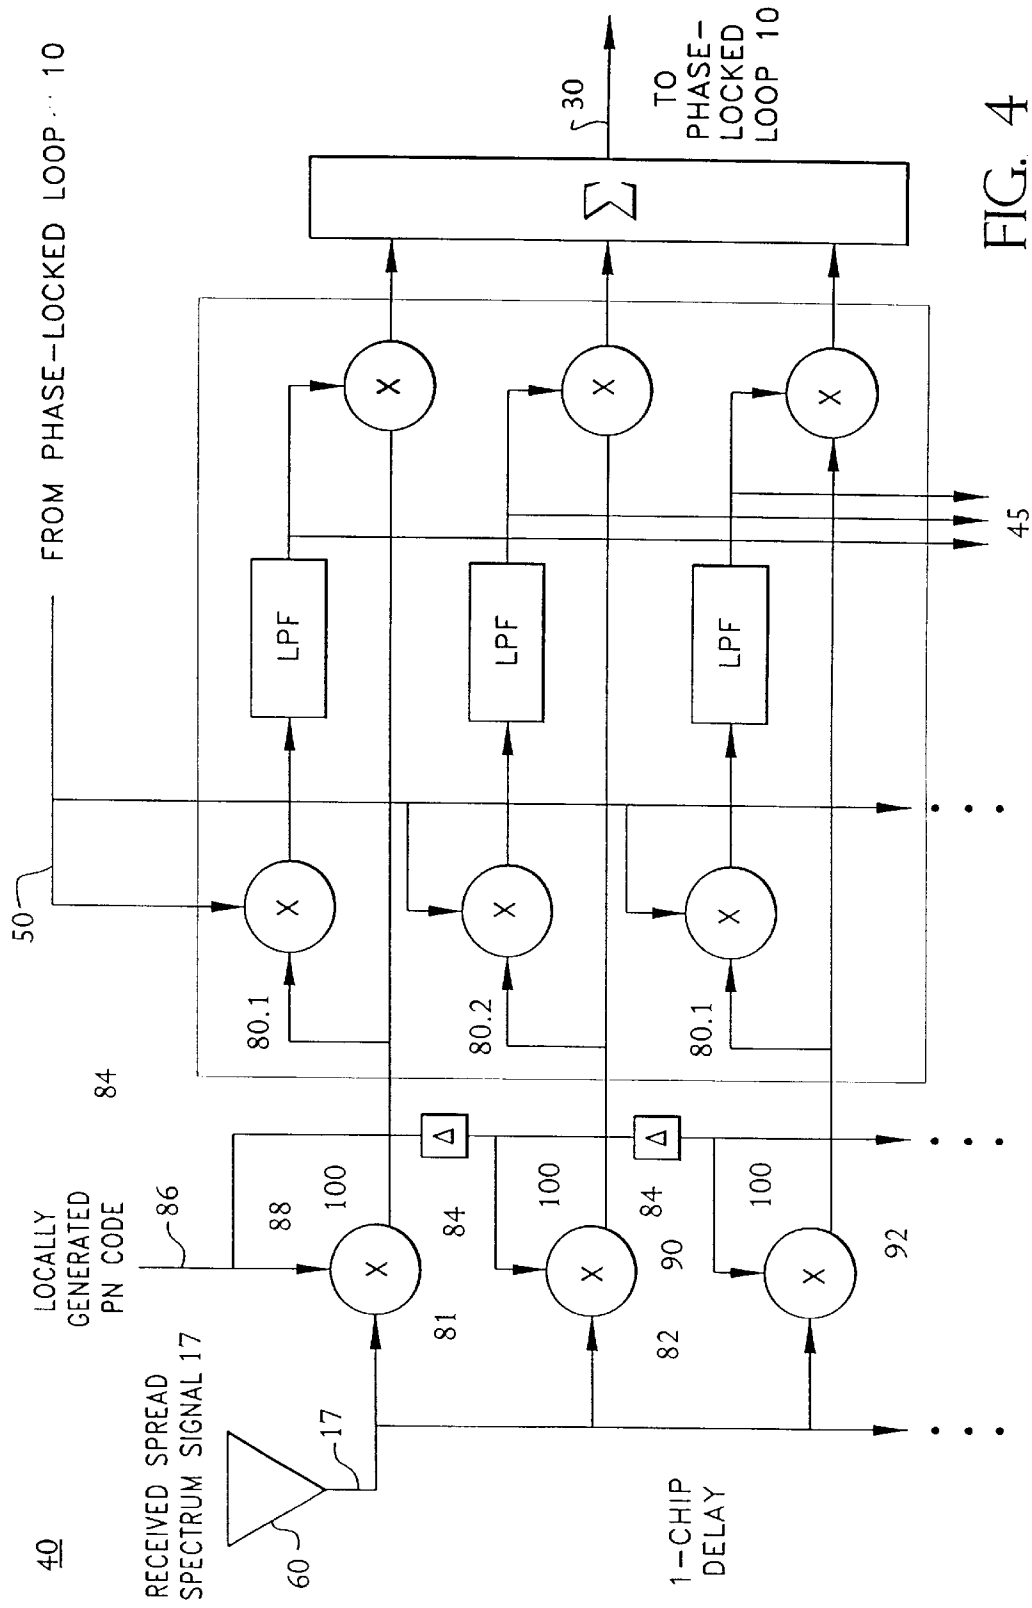 40
RECEIVED SPREAD
SPECTRUM SIGNAL 17
LOCALLY
GENERATED
PN CODE
86
84
50
FROM PHASE-LOCKED LOOP ... 10
60
17
88
100
81
X
80.1
X
LPF
X
84
Δ
100
90
82
X
80.2
X
LPF
X
84
Δ
100
92
X
80.1
X
LPF
X
Σ
30
TO
PHASE-
LOCKED
LOOP 10
1-CHIP
DELAY
45
FIG. 4